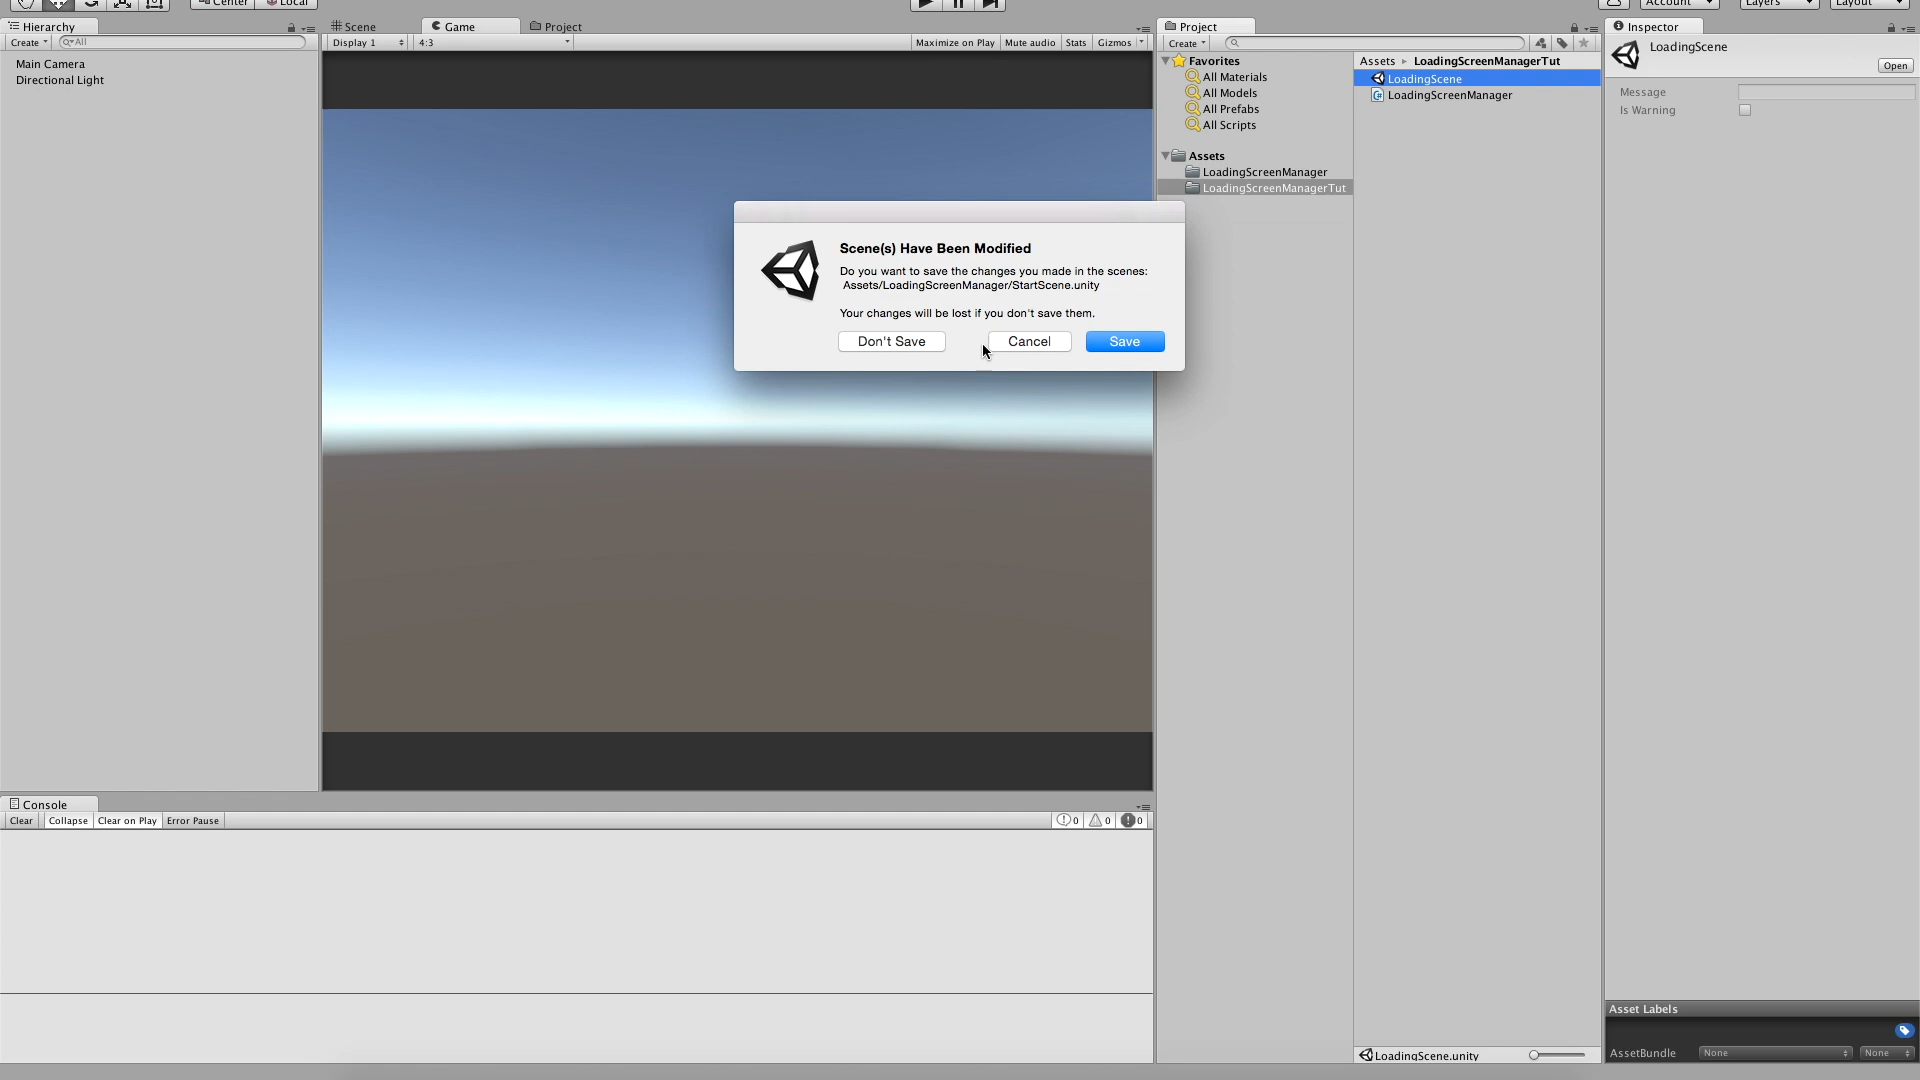 Center
Local
Account
Layers
Layout
Hierarchy
Create
All
Main Camera
Directional Light
Scene
Game
Project
Display 1
4:3
Maximize on Play
Mute audio
Stats
Gizmos
Scene(s) Have Been Modified
Do you want to save the changes you made in the scenes:
Assets/LoadingScreenManager/StartScene.unity
Your changes will be lost if you don't save them.
Don't Save
Cancel
Save
Console
Clear
Collapse
Clear on Play
Error Pause
0
0
0
Project
Create
Favorites
All Materials
All Models
All Prefabs
All Scripts
Assets
LoadingScreenManager
LoadingScreenManagerTut
Assets ▸ LoadingScreenManagerTut
LoadingScene
LoadingScreenManager
LoadingScene.unity
Inspector
LoadingScene
Open
Message
Is Warning
Asset Labels
AssetBundle
None
None